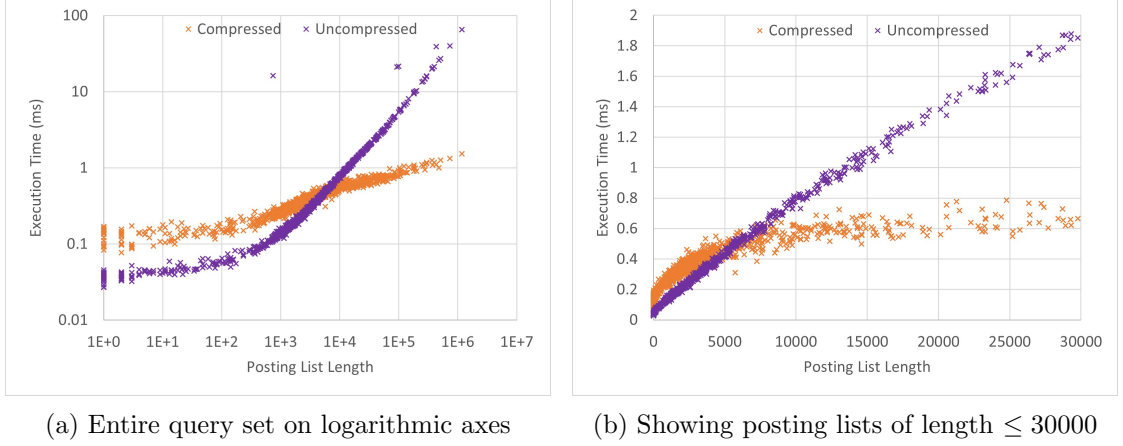 Compressed Uncompressed
100
10
1
0.1
0.01
Execution Time (ms)
1E+0 1E+1 1E+2 1E+3 1E+4 1E+5 1E+6 1E+7
Posting List Length
(a) Entire query set on logarithmic axes
Compressed Uncompressed
2
1.8
1.6
1.4
1.2
1
0.8
0.6
0.4
0.2
0
Execution Time (ms)
0 5000 10000 15000 20000 25000 30000
Posting List Length
(b) Showing posting lists of length ≤ 30000